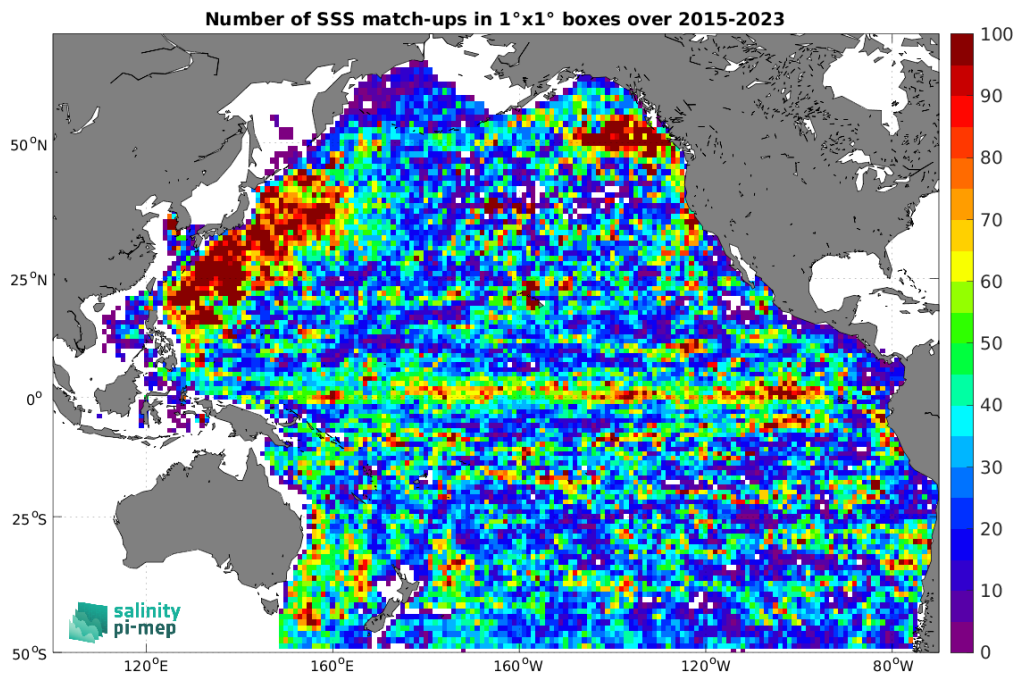 Number of SSS match-ups in 1°x1° boxes over 2015-2023
100
90
80
70
60
50
40
30
20
10
0
50°N
25°N
0°
25°S
50°S
120°E
160°E
160°W
120°W
80°W
salinity
pi-mep